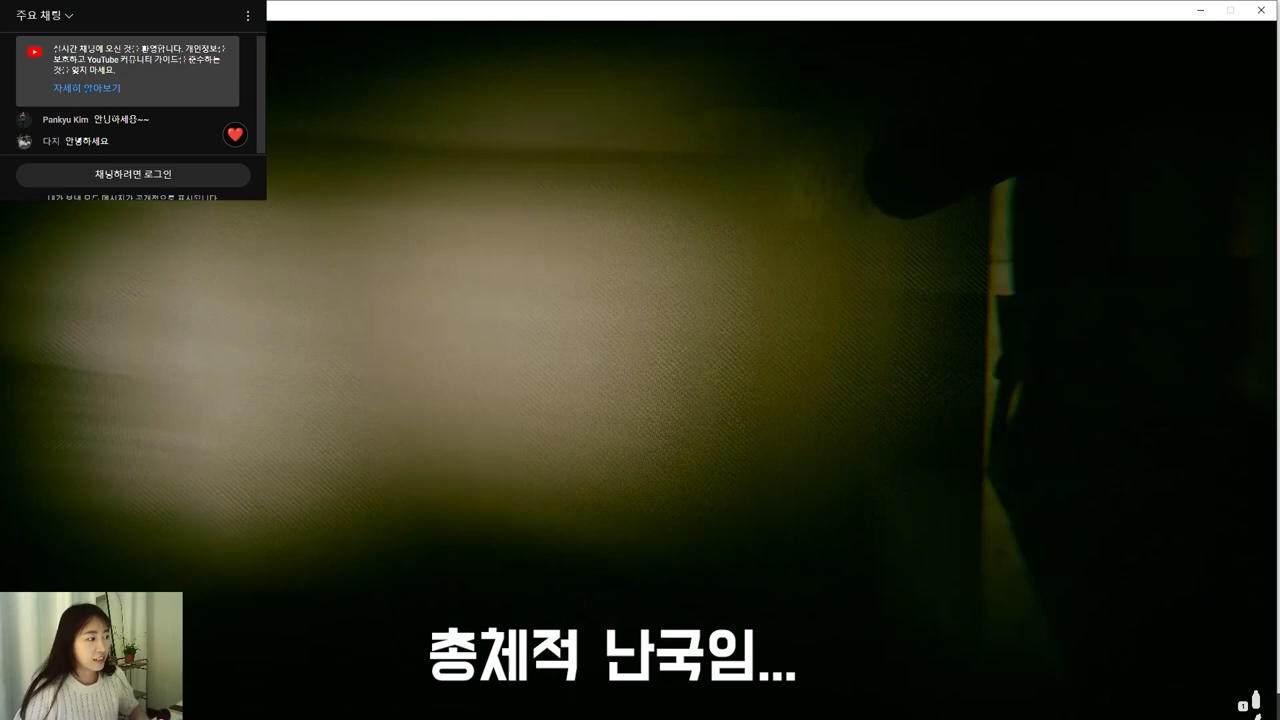 주요 채팅
실시간 채팅에 오신 것을 환영합니다. 개인정보를
보호하고 YouTube 커뮤니티 가이드를 준수하는
것을 잊지 마세요.
자세히 알아보기
Pankyu Kim 안녕하세용~~
다지 안녕하세요
채팅하려면 로그인
총체적 난국임...
1